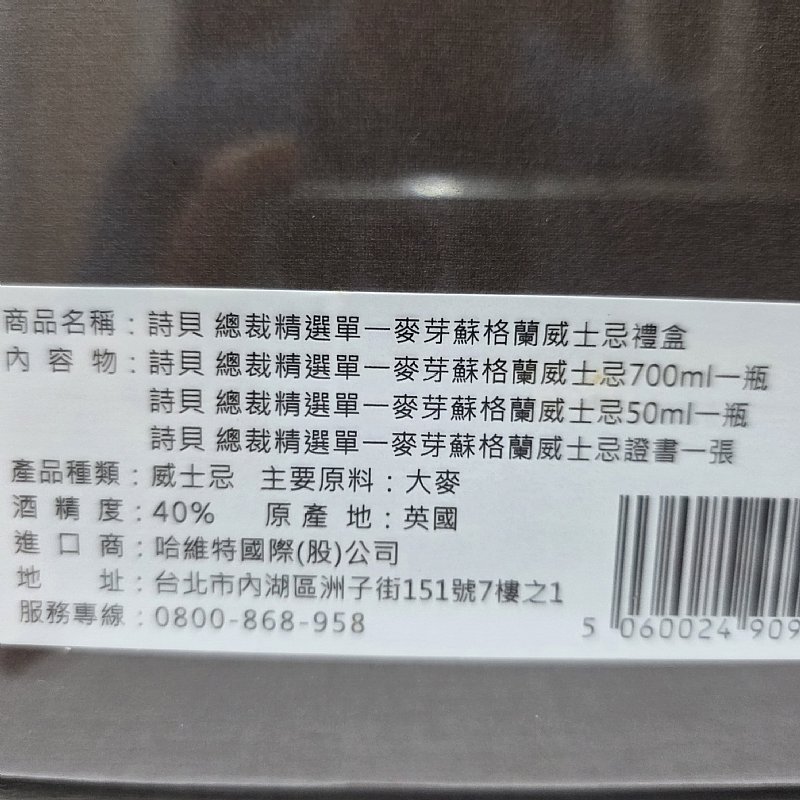 商品名稱：詩貝 總裁精選單一麥芽蘇格蘭威士忌禮盒
內容物：詩貝 總裁精選單一麥芽蘇格蘭威士忌700ml一瓶
詩貝 總裁精選單一麥芽蘇格蘭威士忌50ml一瓶
詩貝 總裁精選單一麥芽蘇格蘭威士忌證書一張
產品種類：威士忌 主要原料：大麥
酒精度：40% 原產地：英國
進口商：哈維特國際(股)公司
地址：台北市內湖區洲子街151號7樓之1
服務專線：0800-868-958
5 060024 909